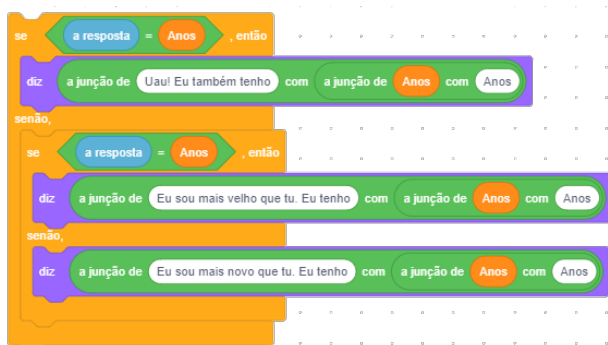 se a resposta = Anos , então
diz a junção de Uau! Eu também tenho com a junção de Anos com Anos
senão,
se a resposta = Anos , então
diz a junção de Eu sou mais velho que tu. Eu tenho com a junção de Anos com Anos
senão,
diz a junção de Eu sou mais novo que tu. Eu tenho com a junção de Anos com Anos